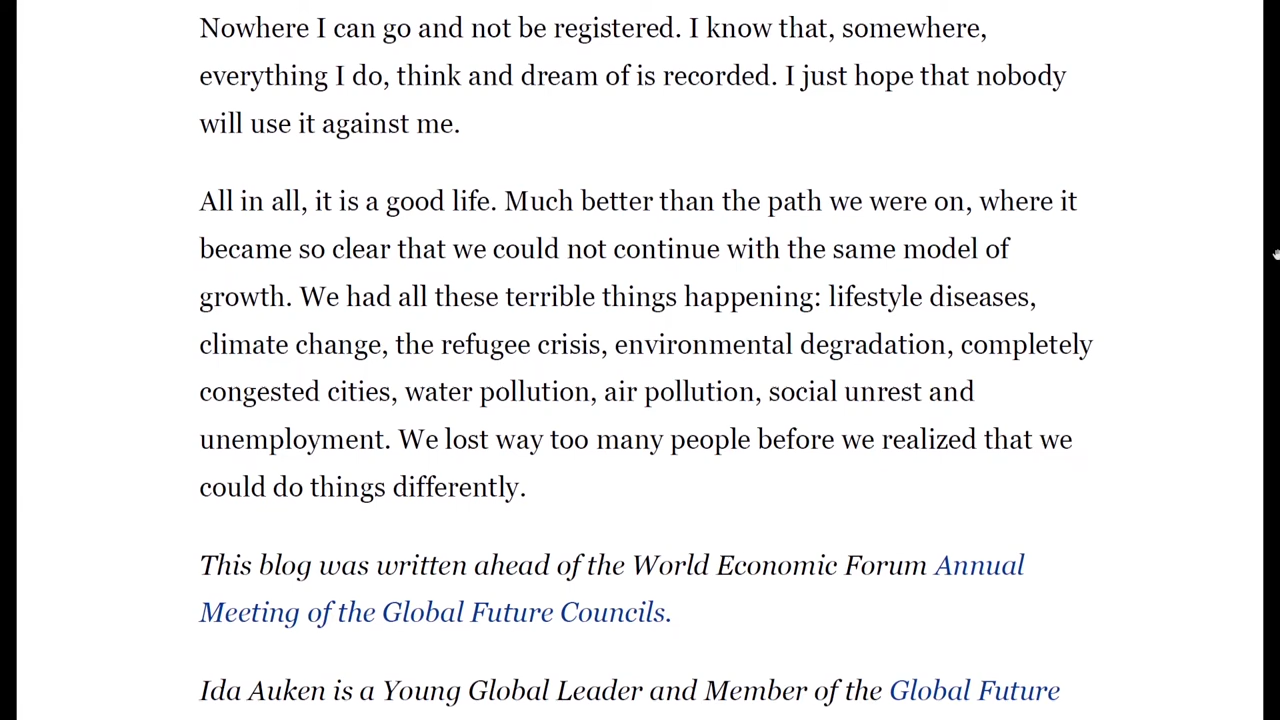 Nowhere I can go and not be registered. I know that, somewhere,
everything I do, think and dream of is recorded. I just hope that nobody
will use it against me.
All in all, it is a good life. Much better than the path we were on, where it
became so clear that we could not continue with the same model of
growth. We had all these terrible things happening: lifestyle diseases,
climate change, the refugee crisis, environmental degradation, completely
congested cities, water pollution, air pollution, social unrest and
unemployment. We lost way too many people before we realized that we
could do things differently.
This blog was written ahead of the World Economic Forum Annual
Meeting of the Global Future Councils.
Ida Auken is a Young Global Leader and Member of the Global Future